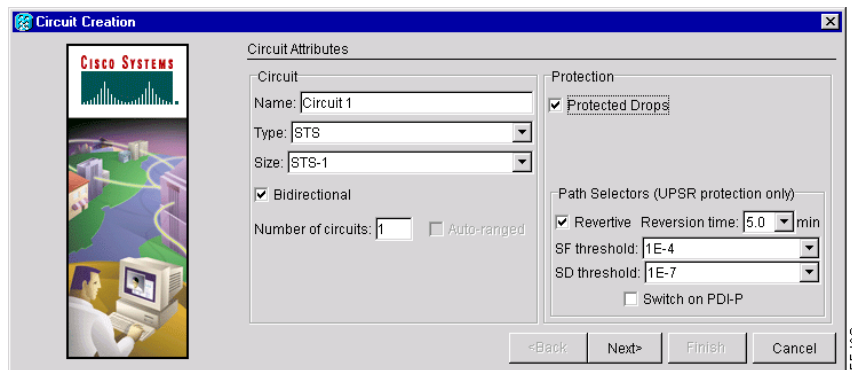 Circuit Creation
CISCO SYSTEMS
Circuit Attributes
Circuit
Name: Circuit 1
Type: STS
Size: STS-1
Bidirectional
Number of circuits: 1 Auto-ranged
Protection
Protected Drops
Path Selectors (UPSR protection only)
Revertive Reversion time: 5.0 min
SF threshold: 1E-4
SD threshold: 1E-7
Switch on PDI-P
<Back Next> Finish Cancel